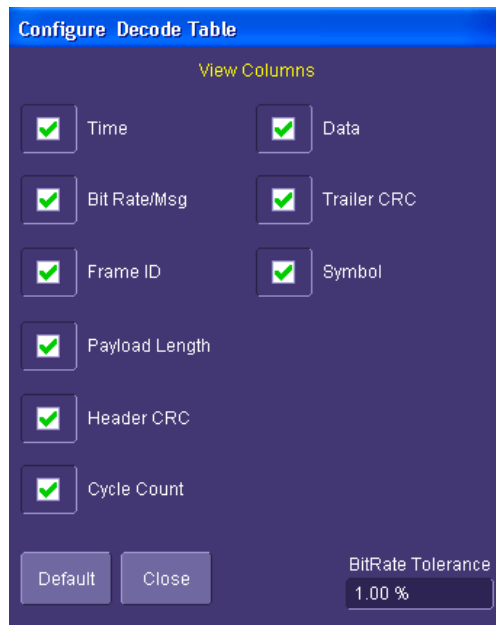 Configure Decode Table
View Columns
Time
Data
Bit Rate/Msg
Trailer CRC
Frame ID
Symbol
Payload Length
Header CRC
Cycle Count
Default
Close
BitRate Tolerance
1.00 %